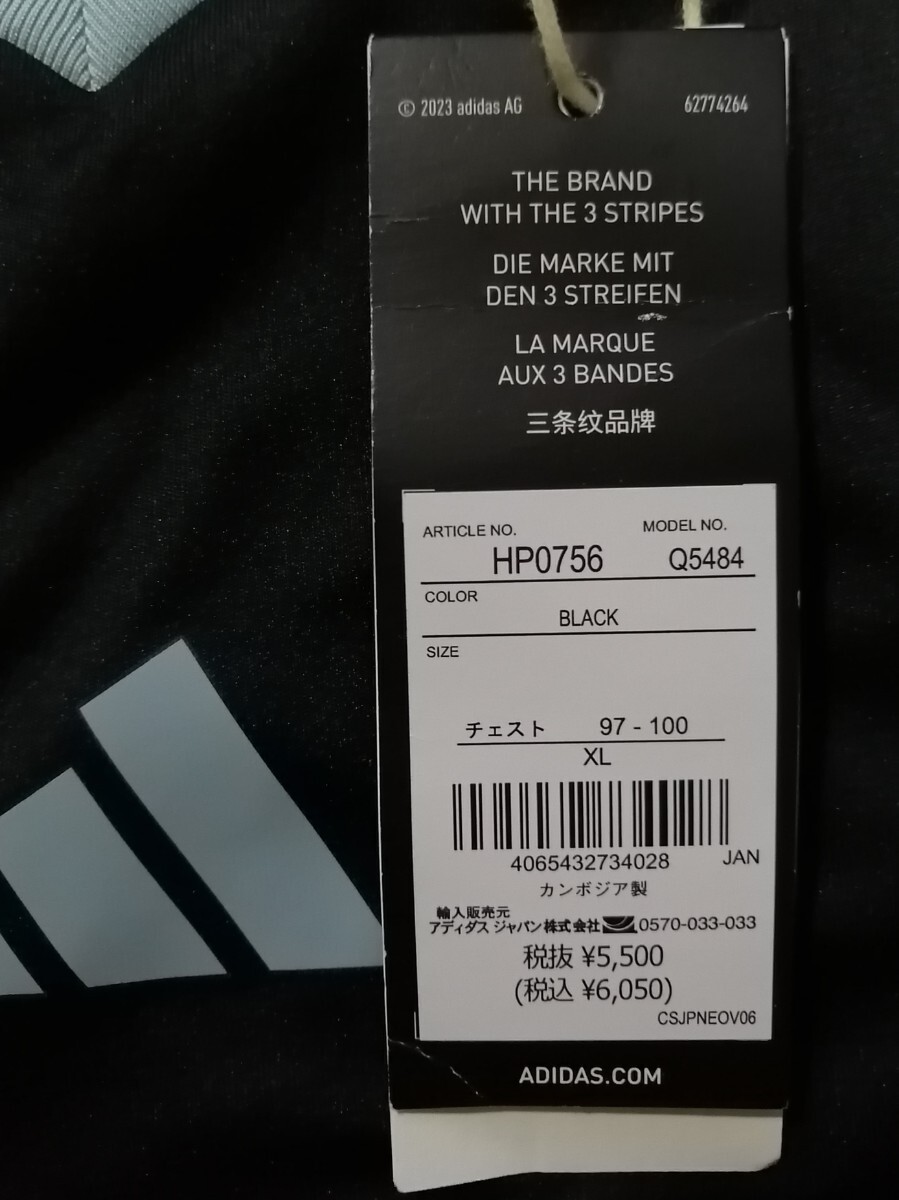 © 2023 adidas AG 62774264
THE BRAND
WITH THE 3 STRIPES
DIE MARKE MIT
DEN 3 STREIFEN
LA MARQUE
AUX 3 BANDES
三条纹品牌
ARTICLE NO. MODEL NO.
HP0756 Q5484
COLOR
BLACK
SIZE
チェスト 97 - 100
XL
4065432734028 JAN
カンボジア製
輸入販売元
アディダス ジャパン株式会社 0570-033-033
税抜 ¥5,500
(税込 ¥6,050)
CSJPNEOV06
ADIDAS.COM